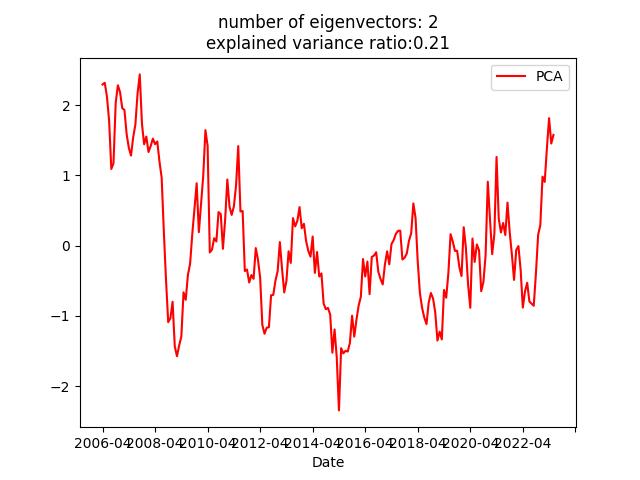 number of eigenvectors: 2
explained variance ratio:0.21
PCA
2
1
0
−1
−2
2006-04 2008-04 2010-04 2012-04 2014-04 2016-04 2018-04 2020-04 2022-04
Date